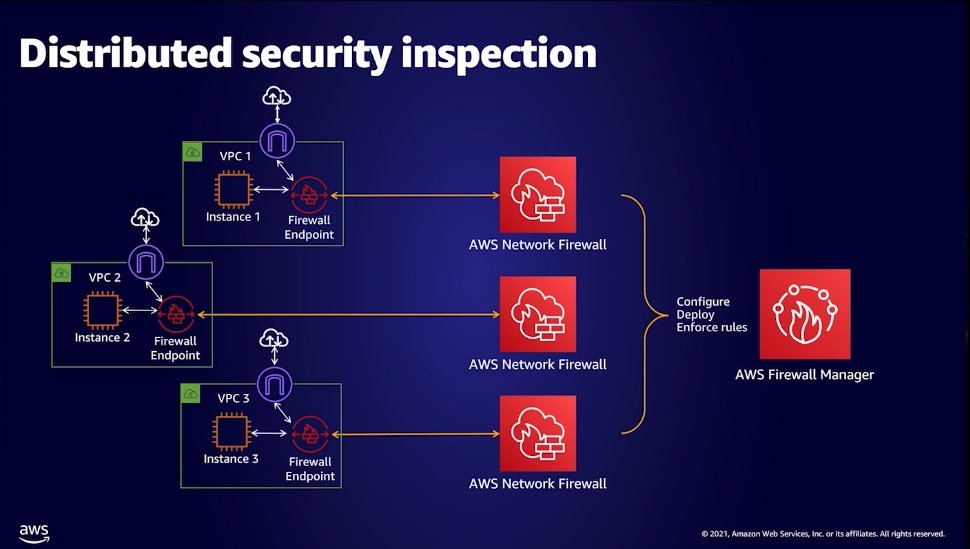 Distributed security inspection
VPC 1
Instance 1
Firewall
Endpoint
AWS Network Firewall
VPC 2
Instance 2
Firewall
Endpoint
AWS Network Firewall
VPC 3
Instance 3
Firewall
Endpoint
AWS Network Firewall
Configure
Deploy
Enforce rules
AWS Firewall Manager
aws
© 2021, Amazon Web Services, Inc. or its affiliates. All rights reserved.